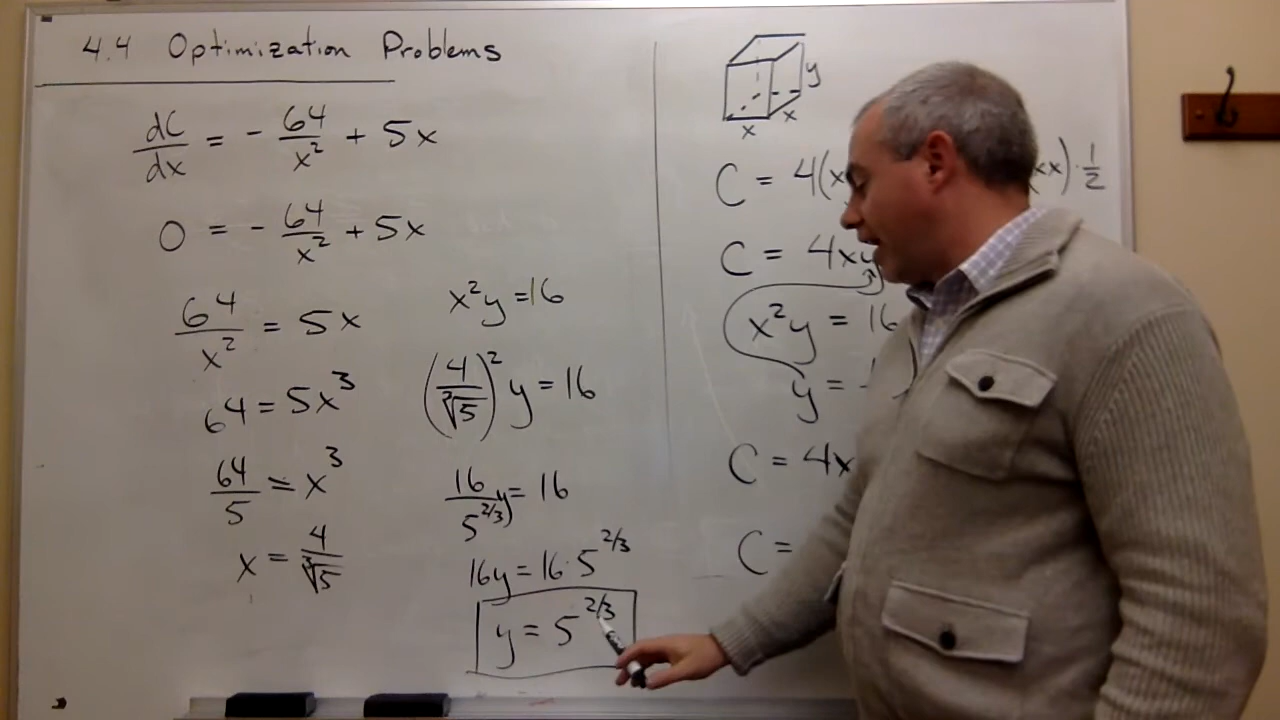 4.4 Optimization Problems
dC/dx = - 64/x² + 5x
0 = - 64/x² + 5x
64/x² = 5x
64 = 5x³
64/5 = x³
x = 4/∛5
x²y = 16
(4/∛5)² y = 16
16/5^(2/3) y = 16
16y = 16·5^(2/3)
y = 5^(2/3)
y
x x
C = 4(x xx)·1/2
C = 4xy
x²y = 16
y =
C = 4x
C =